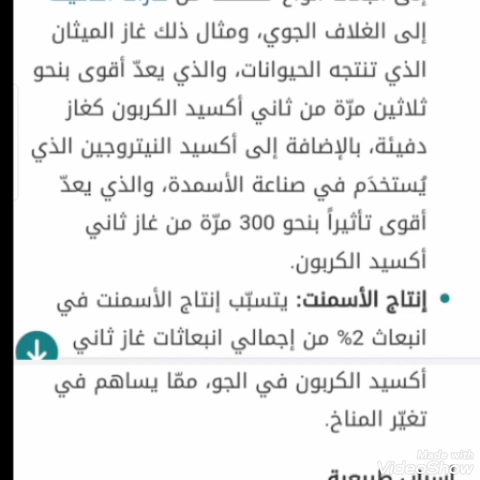 إلى الغلاف الجوي، ومثال ذلك غاز الميثان
الذي تنتجه الحيوانات، والذي يعدّ أقوى بنحو
ثلاثين مرّة من ثاني أكسيد الكربون كغاز
دفيئة، بالإضافة إلى أكسيد النيتروجين الذي
يُستخدَم في صناعة الأسمدة، والذي يعدّ
أقوى تأثيراً بنحو 300 مرّة من غاز ثاني
أكسيد الكربون.
• إنتاج الأسمنت: يتسبّب إنتاج الأسمنت في
انبعاث 2% من إجمالي انبعاثات غاز ثاني
أكسيد الكربون في الجو، ممّا يساهم في
تغيّر المناخ.
أسباب طبيعية
Made with
VideoShow